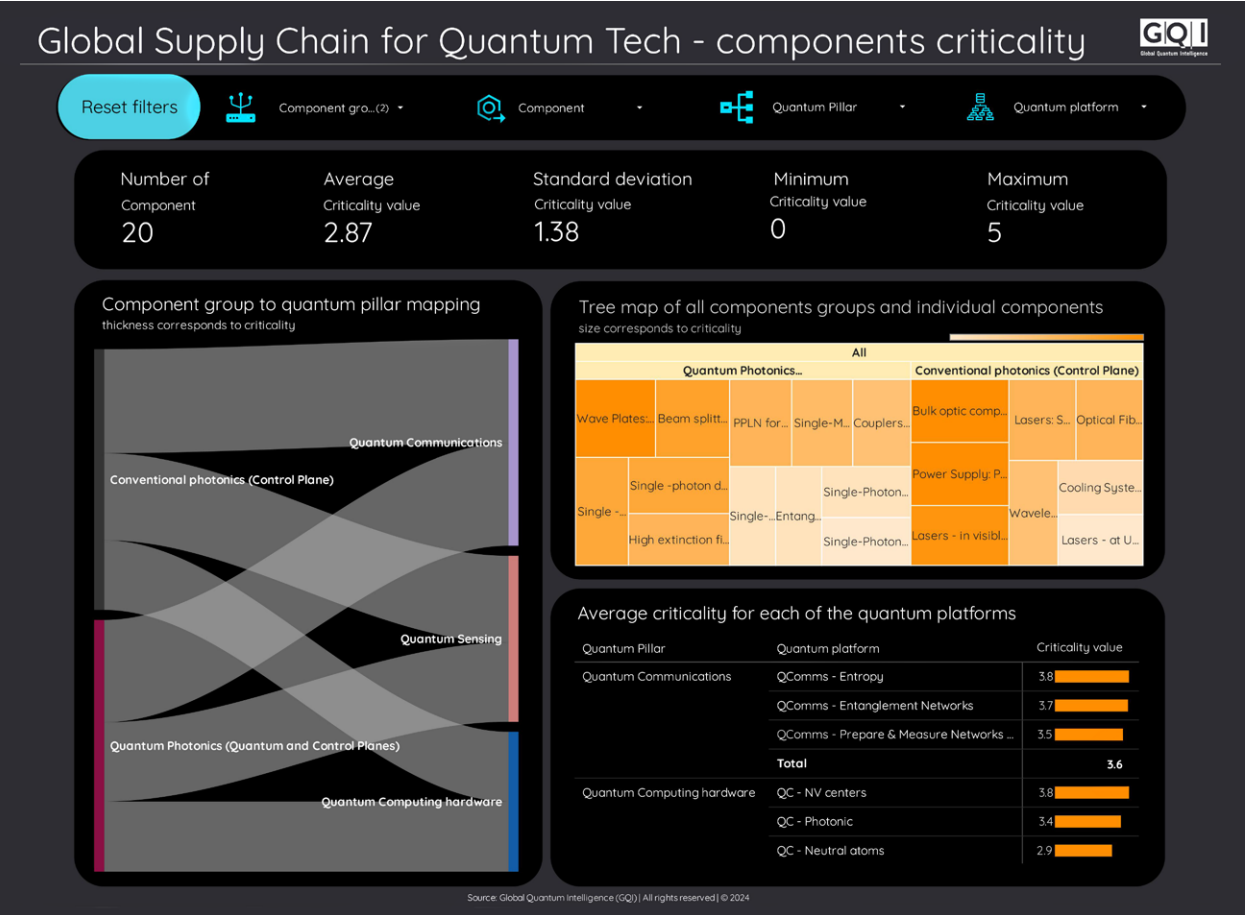 Global Supply Chain for Quantum Tech - components criticality
GQI
Global Quantum Intelligence
Reset filters
Component gro...(2)
Component
Quantum Pillar
Quantum platform
Number of
Component
20
Average
Criticality value
2.87
Standard deviation
Criticality value
1.38
Minimum
Criticality value
0
Maximum
Criticality value
5
Component group to quantum pillar mapping
thickness corresponds to criticality
Quantum Communications
Conventional photonics (Control Plane)
Quantum Sensing
Quantum Photonics (Quantum and Control Planes)
Quantum Computing hardware
Tree map of all components groups and individual components
size corresponds to criticality
All
Quantum Photonics...
Conventional photonics (Control Plane)
Wave Plates:...
Beam splitt...
PPLN for...
Single-M...
Couplers...
Single -...
Single -photon d...
High extinction fi...
Single-...
Entang...
Single-Photon...
Single-Photon...
Bulk optic comp...
Power Supply: P...
Lasers - in visibl...
Lasers: S...
Optical Fib...
Wavele...
Cooling Syste...
Lasers - at U...
Average criticality for each of the quantum platforms
Quantum Pillar Quantum platform Criticality value
Quantum Communications QComms - Entropy 3.8
QComms - Entanglement Networks 3.7
QComms - Prepare & Measure Networks ... 3.5
Total 3.6
Quantum Computing hardware QC - NV centers 3.8
QC - Photonic 3.4
QC - Neutral atoms 2.9
Source: Global Quantum Intelligence (GQI) | All rights reserved | © 2024